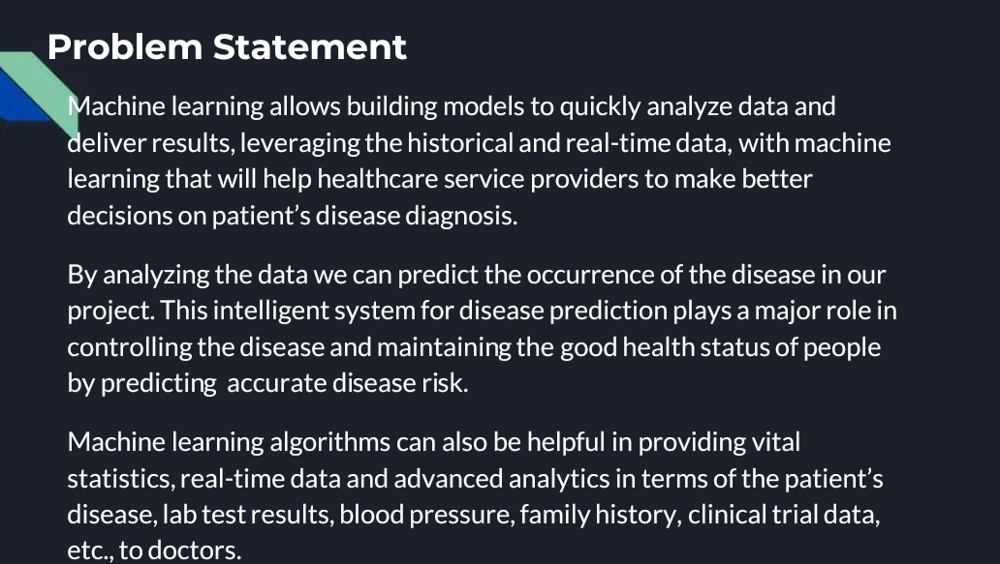 Problem Statement
Machine learning allows building models to quickly analyze data and
deliver results, leveraging the historical and real-time data, with machine
learning that will help healthcare service providers to make better
decisions on patient’s disease diagnosis.
By analyzing the data we can predict the occurrence of the disease in our
project. This intelligent system for disease prediction plays a major role in
controlling the disease and maintaining the good health status of people
by predicting  accurate disease risk.
Machine learning algorithms can also be helpful in providing vital
statistics, real-time data and advanced analytics in terms of the patient’s
disease, lab test results, blood pressure, family history, clinical trial data,
etc., to doctors.